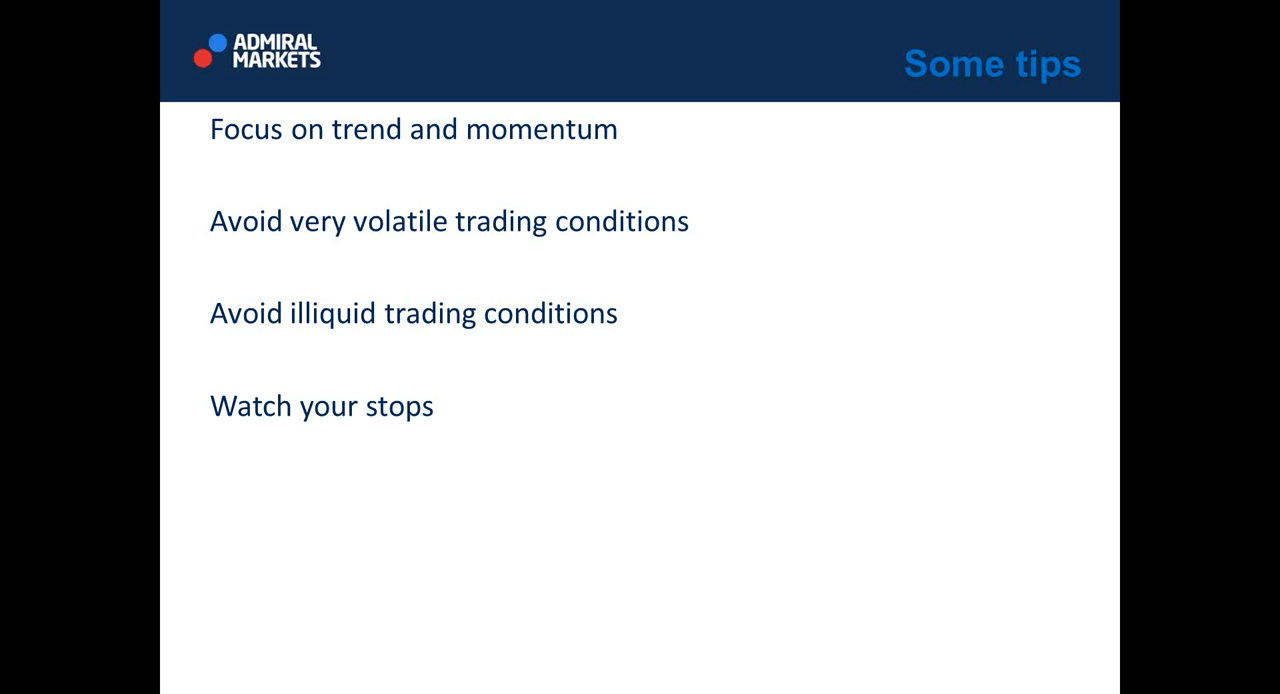 ADMIRAL
MARKETS
Some tips
Focus on trend and momentum
Avoid very volatile trading conditions
Avoid illiquid trading conditions
Watch your stops